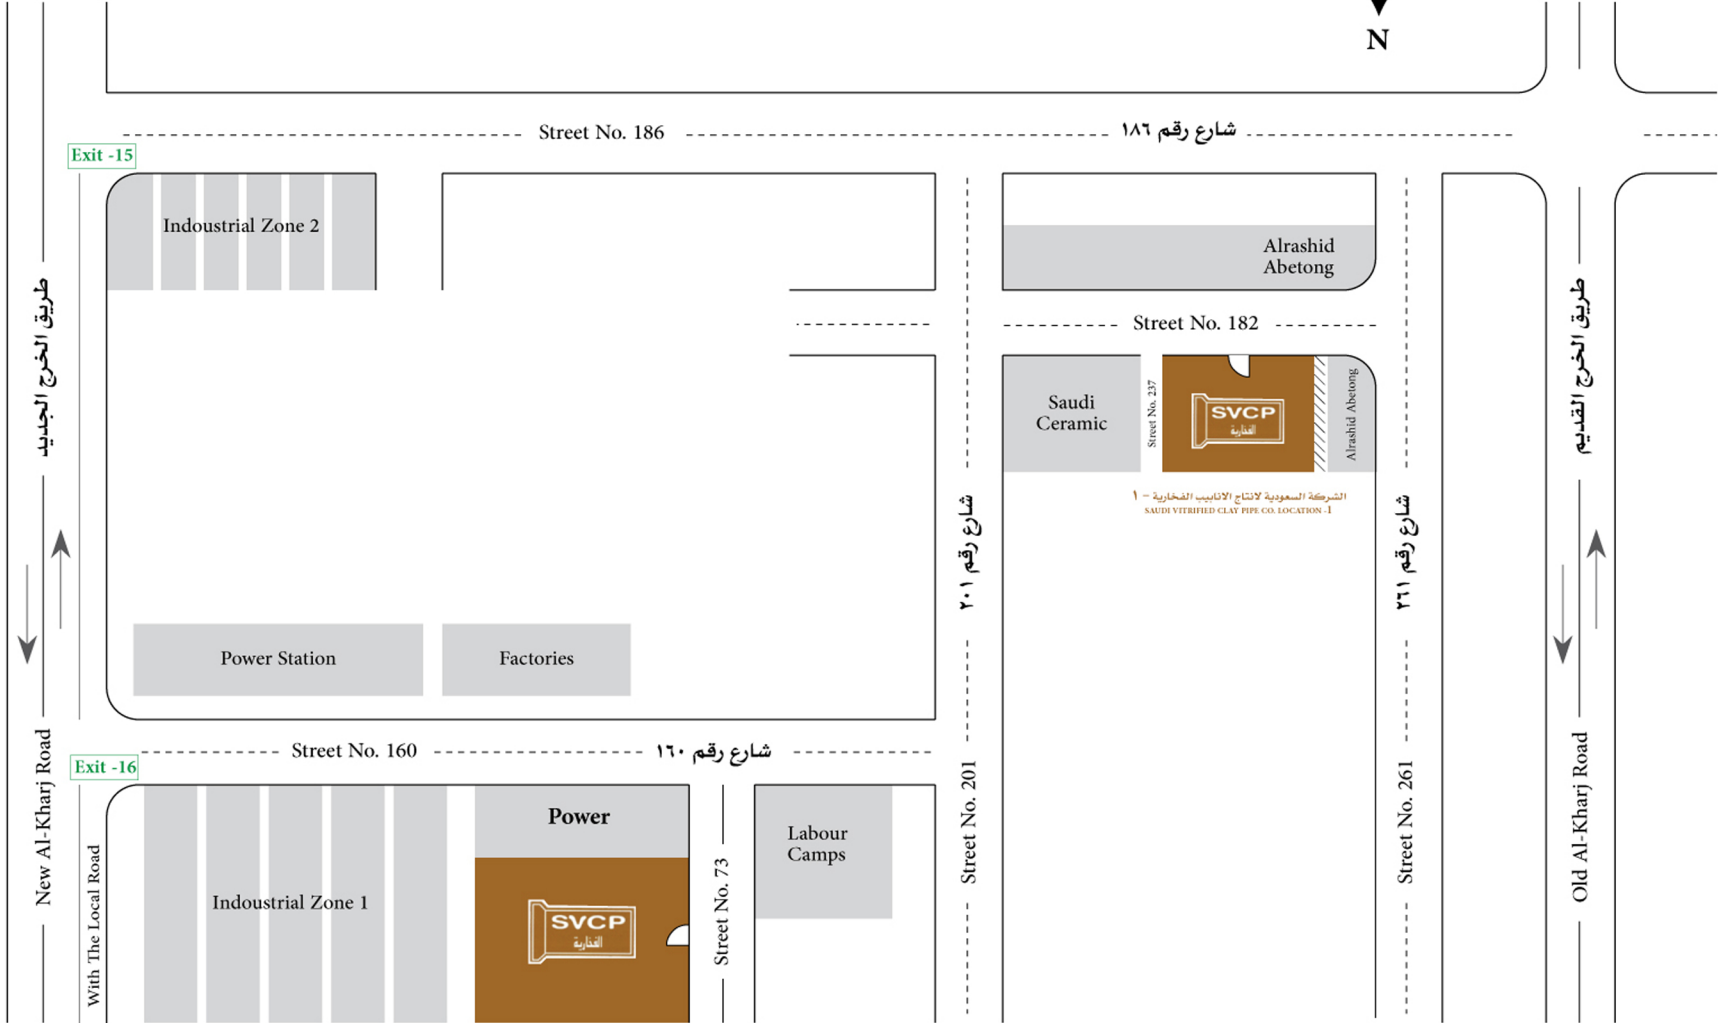 N
Street No. 186
شارع رقم ١٨٦
Exit -15
Indoustrial Zone 2
Alrashid
Abetong
Street No. 182
طريق الخرج الجديد
طريق الخرج القديم
Saudi
Ceramic
Street No. 237
SVCP
الفخارية
Alrashid Abetong
الشركة السعودية لانتاج الانابيب الفخارية – ١
SAUDI VITRIFIED CLAY PIPE CO. LOCATION -1
شارع رقم ٢٠١
شارع رقم ٢٦١
Power Station
Factories
Street No. 160
شارع رقم ١٦٠
Exit -16
New Al-Kharj Road
With The Local Road
Indoustrial Zone 1
Power
SVCP
الفخارية
Street No. 73
Labour
Camps
Street No. 201
Street No. 261
Old Al-Kharj Road